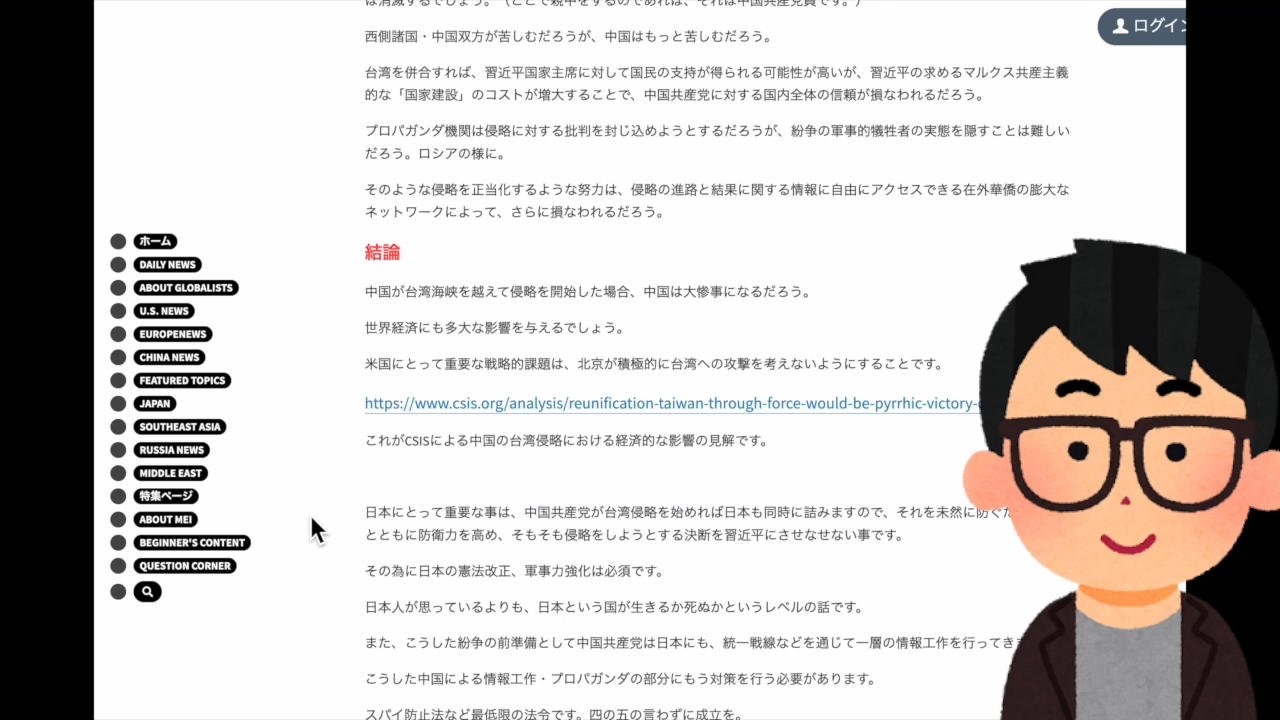 は消滅するでしょう。（ここで親中をするのであれば、それは中国共産党員です。）
ログイン
西側諸国・中国双方が苦しむだろうが、中国はもっと苦しむだろう。
台湾を併合すれば、習近平国家主席に対して国民の支持が得られる可能性が高いが、習近平の求めるマルクス共産主義
的な「国家建設」のコストが増大することで、中国共産党に対する国内全体の信頼が損なわれるだろう。
プロパガンダ機関は侵略に対する批判を封じ込めようとするだろうが、紛争の軍事的犠牲者の実態を隠すことは難しい
だろう。ロシアの様に。
そのような侵略を正当化するような努力は、侵略の進路と結果に関する情報に自由にアクセスできる在外華僑の膨大な
ネットワークによって、さらに損なわれるだろう。
結論
中国が台湾海峡を越えて侵略を開始した場合、中国は大惨事になるだろう。
世界経済にも多大な影響を与えるでしょう。
米国にとって重要な戦略的課題は、北京が積極的に台湾への攻撃を考えないようにすることです。
https://www.csis.org/analysis/reunification-taiwan-through-force-would-be-pyrrhic-victory-
これがCSISによる中国の台湾侵略における経済的な影響の見解です。
日本にとって重要な事は、中国共産党が台湾侵略を始めれば日本も同時に詰みますので、それを未然に防ぐ
とともに防衛力を高め、そもそも侵略をしようとする決断を習近平にさせなせない事です。
その為に日本の憲法改正、軍事力強化は必須です。
日本人が思っているよりも、日本という国が生きるか死ぬかというレベルの話です。
また、こうした紛争の前準備として中国共産党は日本にも、統一戦線などを通じて一層の情報工作を行ってき
こうした中国による情報工作・プロパガンダの部分にもう対策を行う必要があります。
スパイ防止法など最低限の法令です。四の五の言わずに成立を。
ホーム
DAILY NEWS
ABOUT GLOBALISTS
U.S. NEWS
EUROPENEWS
CHINA NEWS
FEATURED TOPICS
JAPAN
SOUTHEAST ASIA
RUSSIA NEWS
MIDDLE EAST
特集ページ
ABOUT MEI
BEGINNER'S CONTENT
QUESTION CORNER